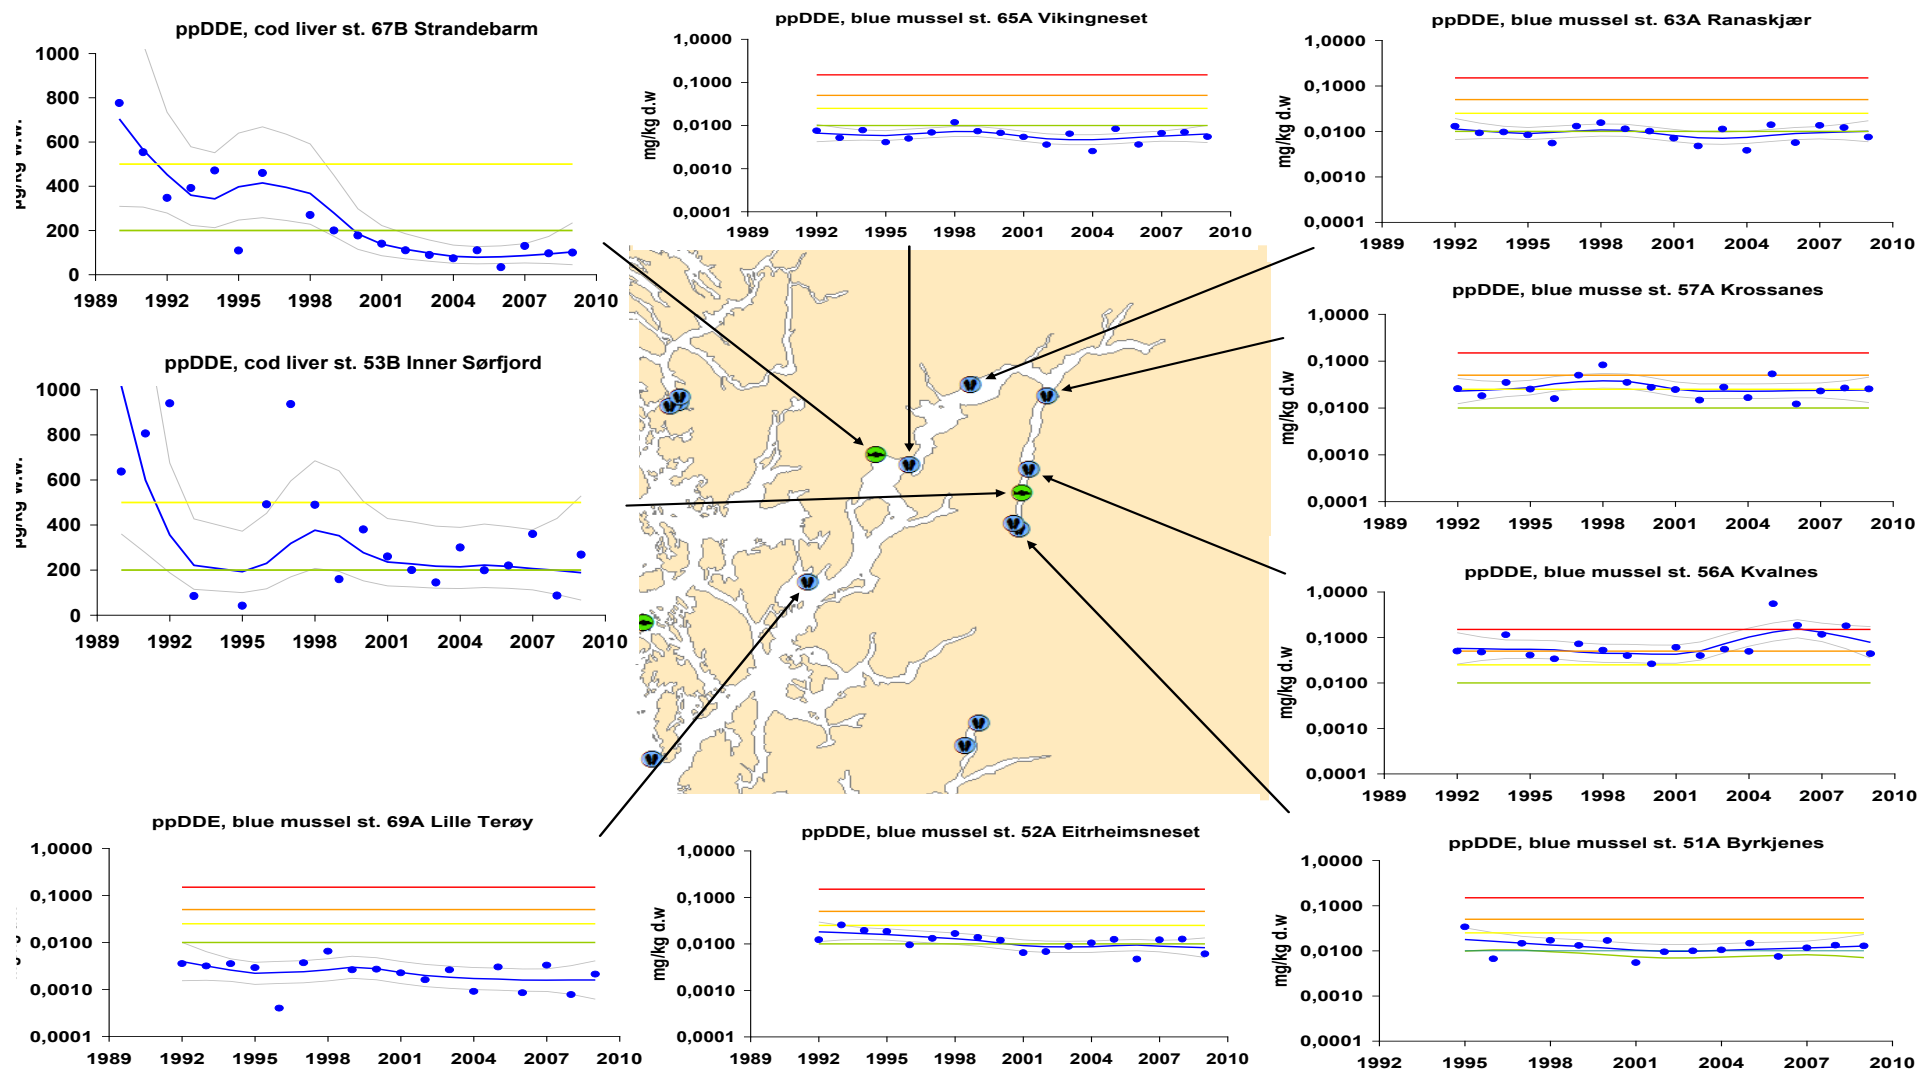 ppDDE, cod liver st. 67B Strandebarm
1000
800
600
400
200
0
1989 1992 1995 1998 2001 2004 2007 2010
µg/kg w.w.
ppDDE, blue mussel st. 65A Vikingneset
1,0000
0,1000
0,0100
0,0010
0,0001
1989 1992 1995 1998 2001 2004 2007 2010
mg/kg d.w
ppDDE, blue mussel st. 63A Ranaskjær
1,0000
0,1000
0,0100
0,0010
0,0001
1989 1992 1995 1998 2001 2004 2007 2010
mg/kg d.w
ppDDE, blue musse st. 57A Krossanes
1,0000
0,1000
0,0100
0,0010
0,0001
1989 1992 1995 1998 2001 2004 2007 2010
mg/kg d.w
ppDDE, cod liver st. 53B Inner Sørfjord
1000
800
600
400
200
0
1989 1992 1995 1998 2001 2004 2007 2010
µg/kg w.w.
ppDDE, blue mussel st. 56A Kvalnes
1,0000
0,1000
0,0100
0,0010
0,0001
1989 1992 1995 1998 2001 2004 2007 2010
mg/kg d.w
ppDDE, blue mussel st. 69A Lille Terøy
1,0000
0,1000
0,0100
0,0010
0,0001
1989 1992 1995 1998 2001 2004 2007 2010
ppDDE, blue mussel st. 52A Eitrheimsneset
1,0000
0,1000
0,0100
0,0010
0,0001
1989 1992 1995 1998 2001 2004 2007 2010
mg/kg d.w
ppDDE, blue mussel st. 51A Byrkjenes
1,0000
0,1000
0,0100
0,0010
0,0001
1992 1995 1998 2001 2004 2007 2010
mg/kg d.w